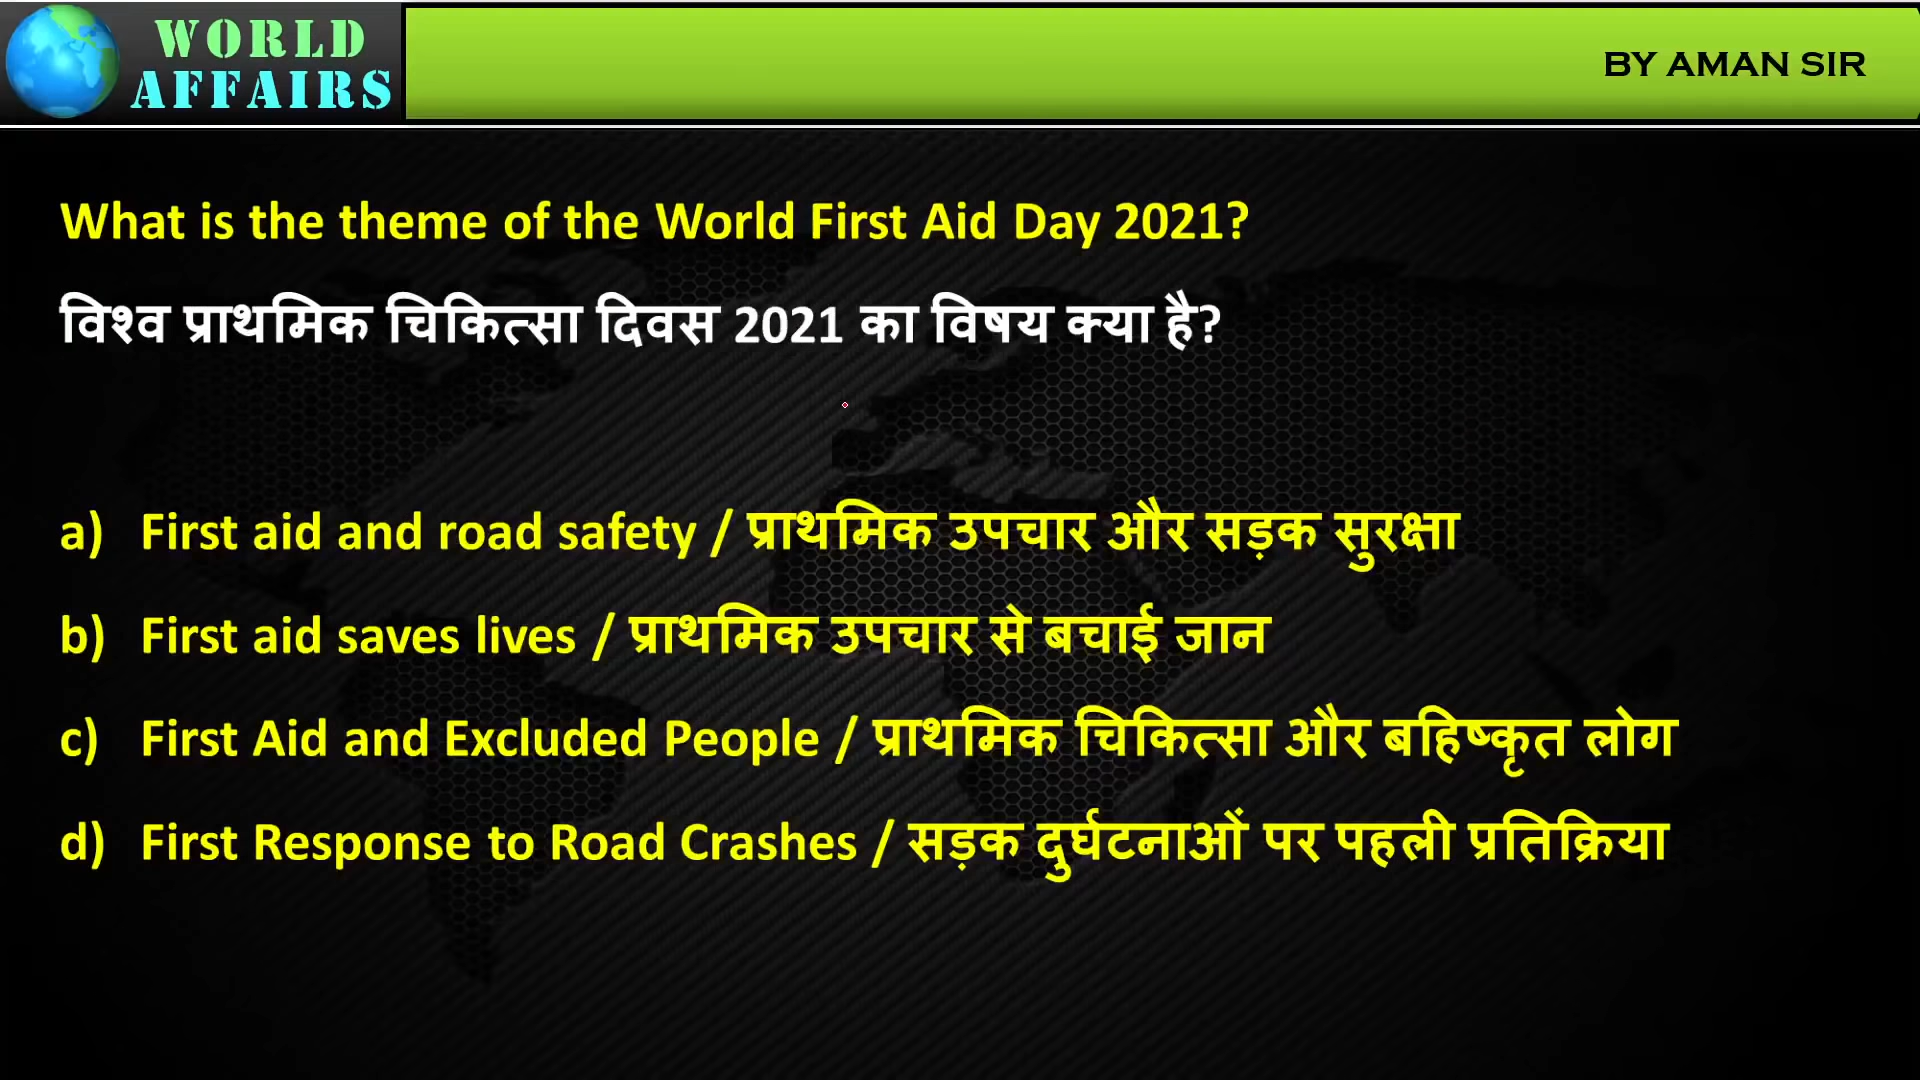 WORLD
AFFAIRS
BY AMAN SIR
What is the theme of the World First Aid Day 2021?
विश्व प्राथमिक चिकित्सा दिवस 2021 का विषय क्या है?
a) First aid and road safety / प्राथमिक उपचार और सड़क सुरक्षा
b) First aid saves lives / प्राथमिक उपचार से बचाई जान
c) First Aid and Excluded People / प्राथमिक चिकित्सा और बहिष्कृत लोग
d) First Response to Road Crashes / सड़क दुर्घटनाओं पर पहली प्रतिक्रिया